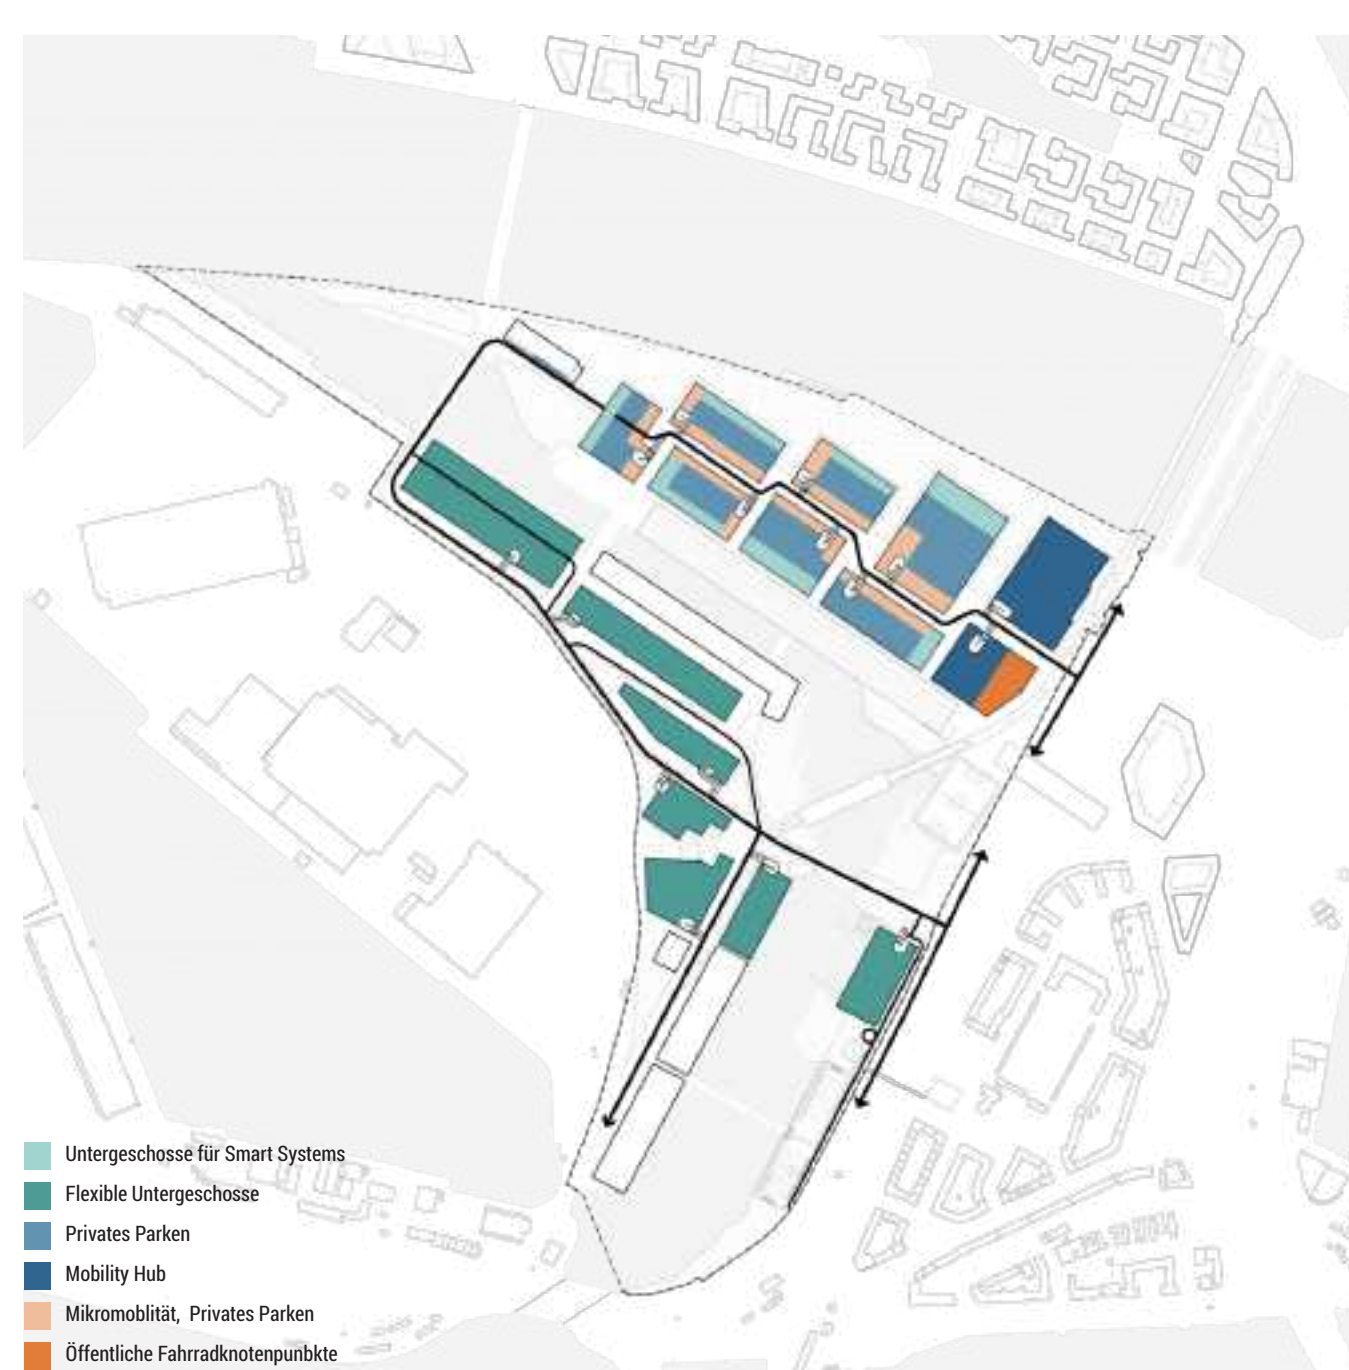 Untergeschosse für Smart Systems
Flexible Untergeschosse
Privates Parken
Mobility Hub
Mikromoblität, Privates Parken
Öffentliche Fahrradknotenpunbkte